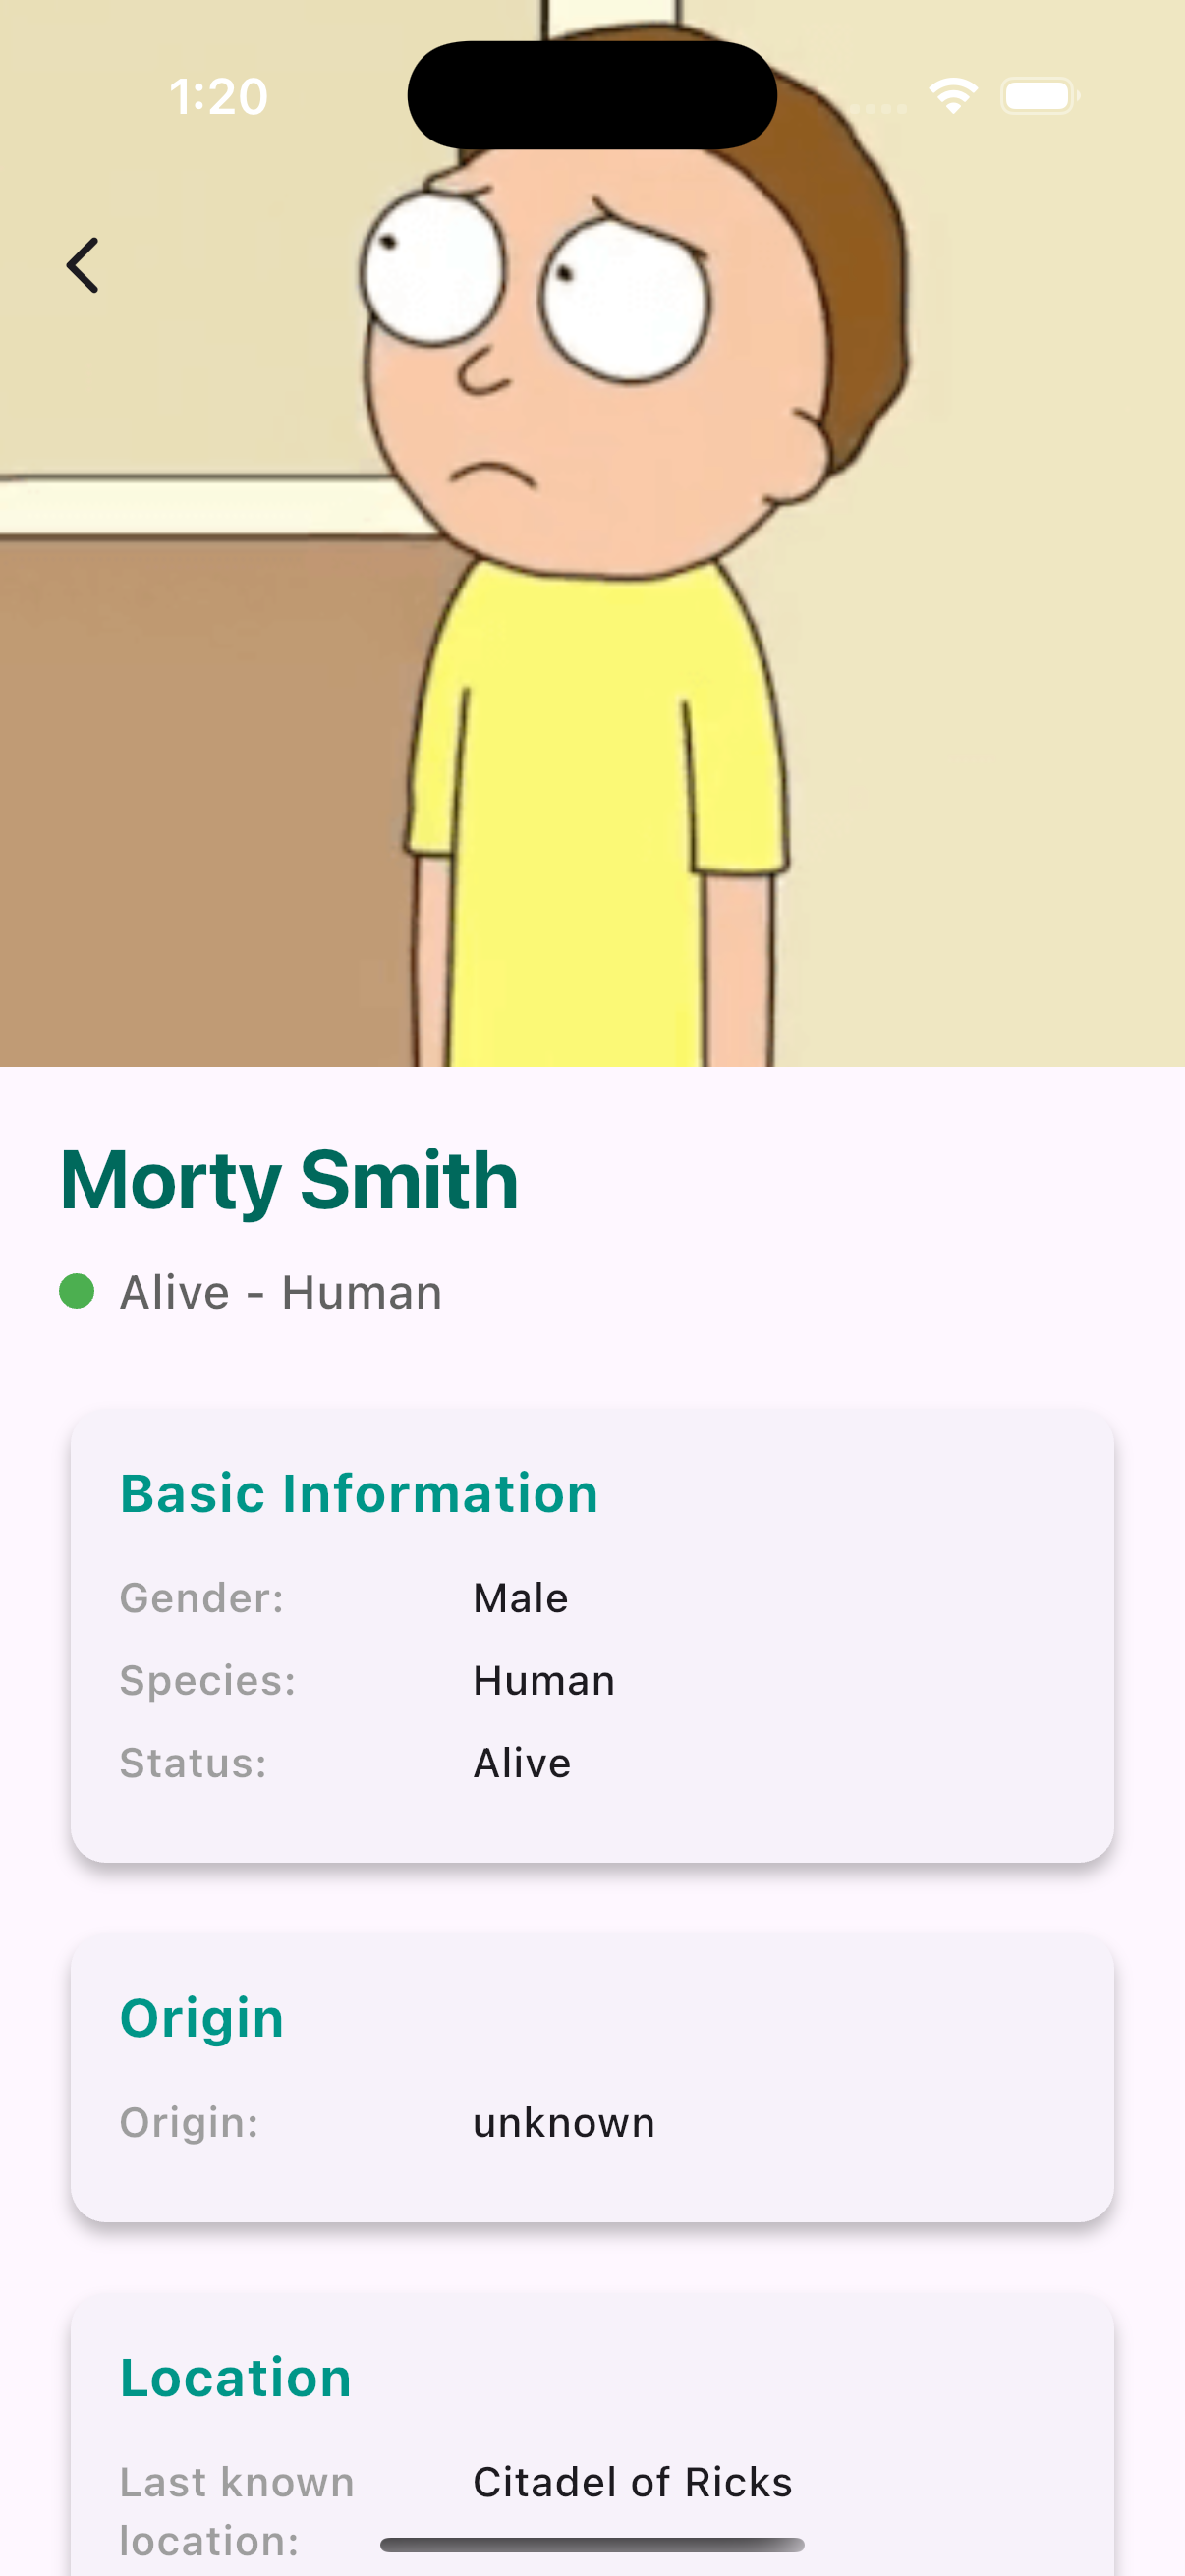 1:20
Morty Smith
Alive - Human
Basic Information
Gender: Male
Species: Human
Status: Alive
Origin
Origin: unknown
Location
Last known Citadel of Ricks
location: